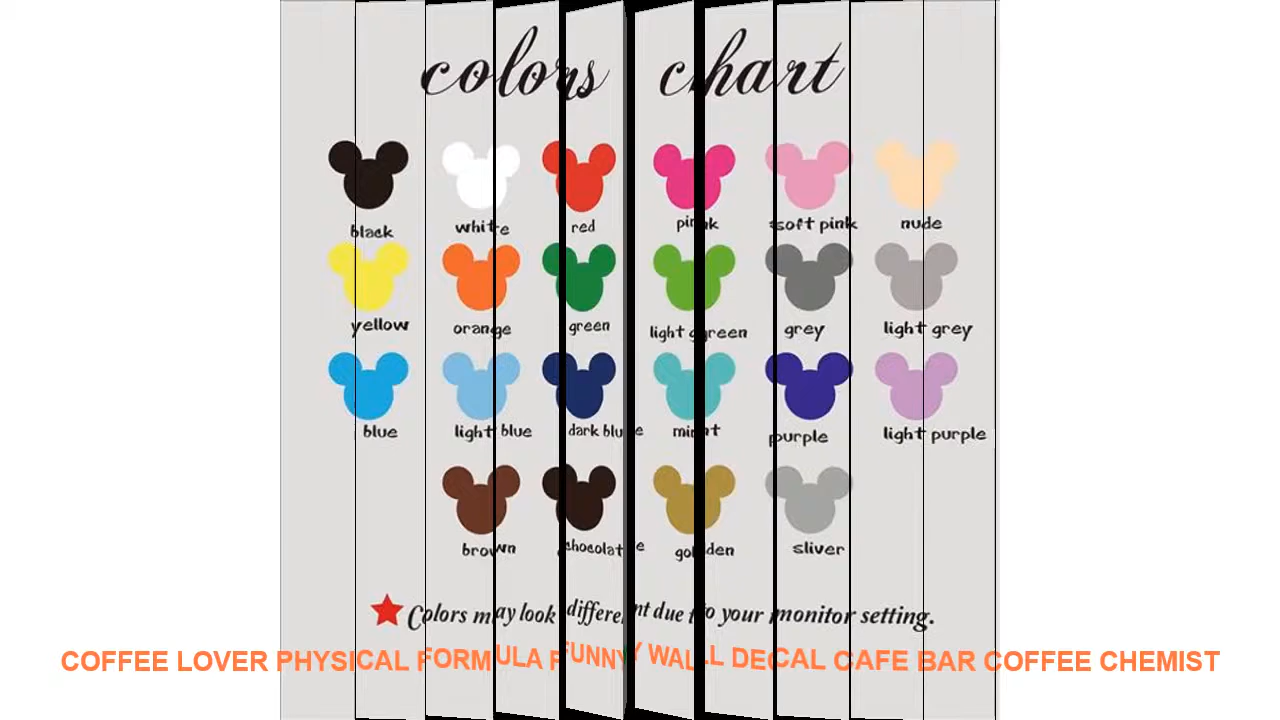 colors chart
black white red pink soft pink nude
yellow orange green light green grey light grey
blue light blue dark blue mint purple light purple
brown chocolate golden sliver
Colors may look different due to your monitor setting.
COFFEE LOVER PHYSICAL FORMULA FUNNY WALL DECAL CAFE BAR COFFEE CHEMIST